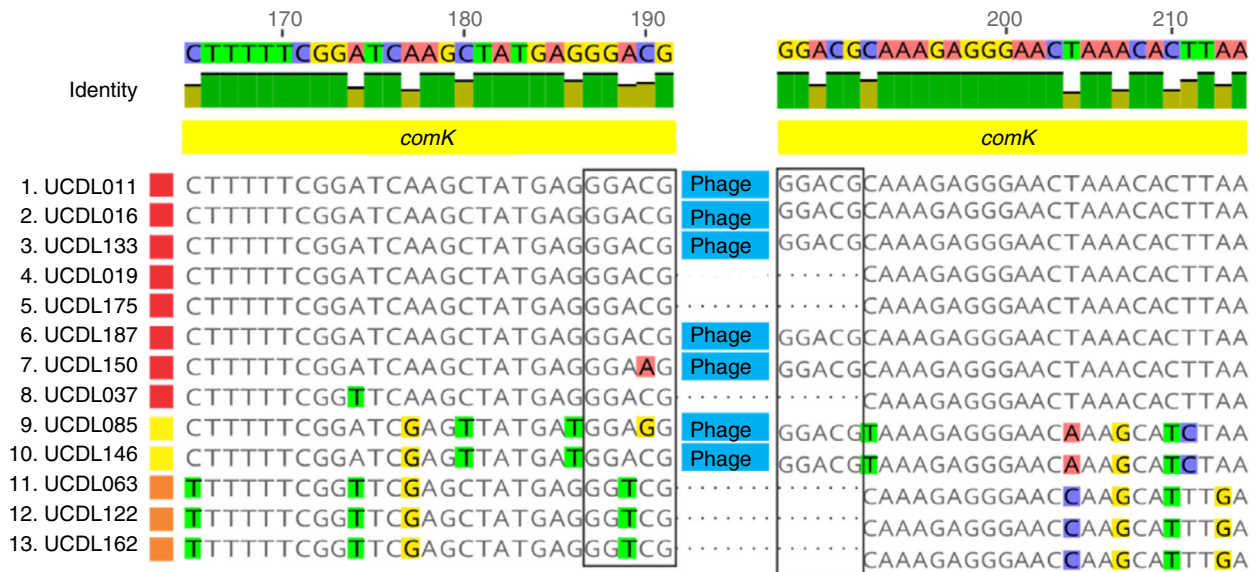 170 180 190 200 210
CTTTTTCGGATCAAGCTATGAGGGACG GGACGCAAAGAGGGAACTAAACACTTAA
Identity
comK comK
1. UCDL011 CTTTTTCGGATCAAGCTATGAGGGACG Phage GGACGCAAAGAGGGAACTAAACACTTAA
2. UCDL016 CTTTTTCGGATCAAGCTATGAGGGACG Phage GGACGCAAAGAGGGAACTAAACACTTAA
3. UCDL133 CTTTTTCGGATCAAGCTATGAGGGACG Phage GGACGCAAAGAGGGAACTAAACACTTAA
4. UCDL019 CTTTTTCGGATCAAGCTATGAGGGACG CAAAGAGGGAACTAAACACTTAA
5. UCDL175 CTTTTTCGGATCAAGCTATGAGGGACG CAAAGAGGGAACTAAACACTTAA
6. UCDL187 CTTTTTCGGATCAAGCTATGAGGGACG Phage GGACGCAAAGAGGGAACTAAACACTTAA
7. UCDL150 CTTTTTCGGATCAAGCTATGAGGGAAG Phage GGACGCAAAGAGGGAACTAAACACTTAA
8. UCDL037 CTTTTTCGGTTCAAGCTATGAGGGACG CAAAGAGGGAACTAAACACTTAA
9. UCDL085 CTTTTTCGGATCGAGTTATGATGGAGG Phage GGACGTAAAGAGGGAACAAAGCATCTAA
10. UCDL146 CTTTTTCGGATCGAGTTATGATGGACG Phage GGACGTAAAGAGGGAACAAAGCATCTAA
11. UCDL063 TTTTTTCGGTTCGAGCTATGAGGGTCG CAAAGAGGGAACCAAGCATTTGA
12. UCDL122 TTTTTTCGGTTCGAGCTATGAGGGTCG CAAAGAGGGAACCAAGCATTTGA
13. UCDL162 TTTTTTCGGTTCGAGCTATGAGGGTCG CAAAGAGGGAACCAAGCATTTGA